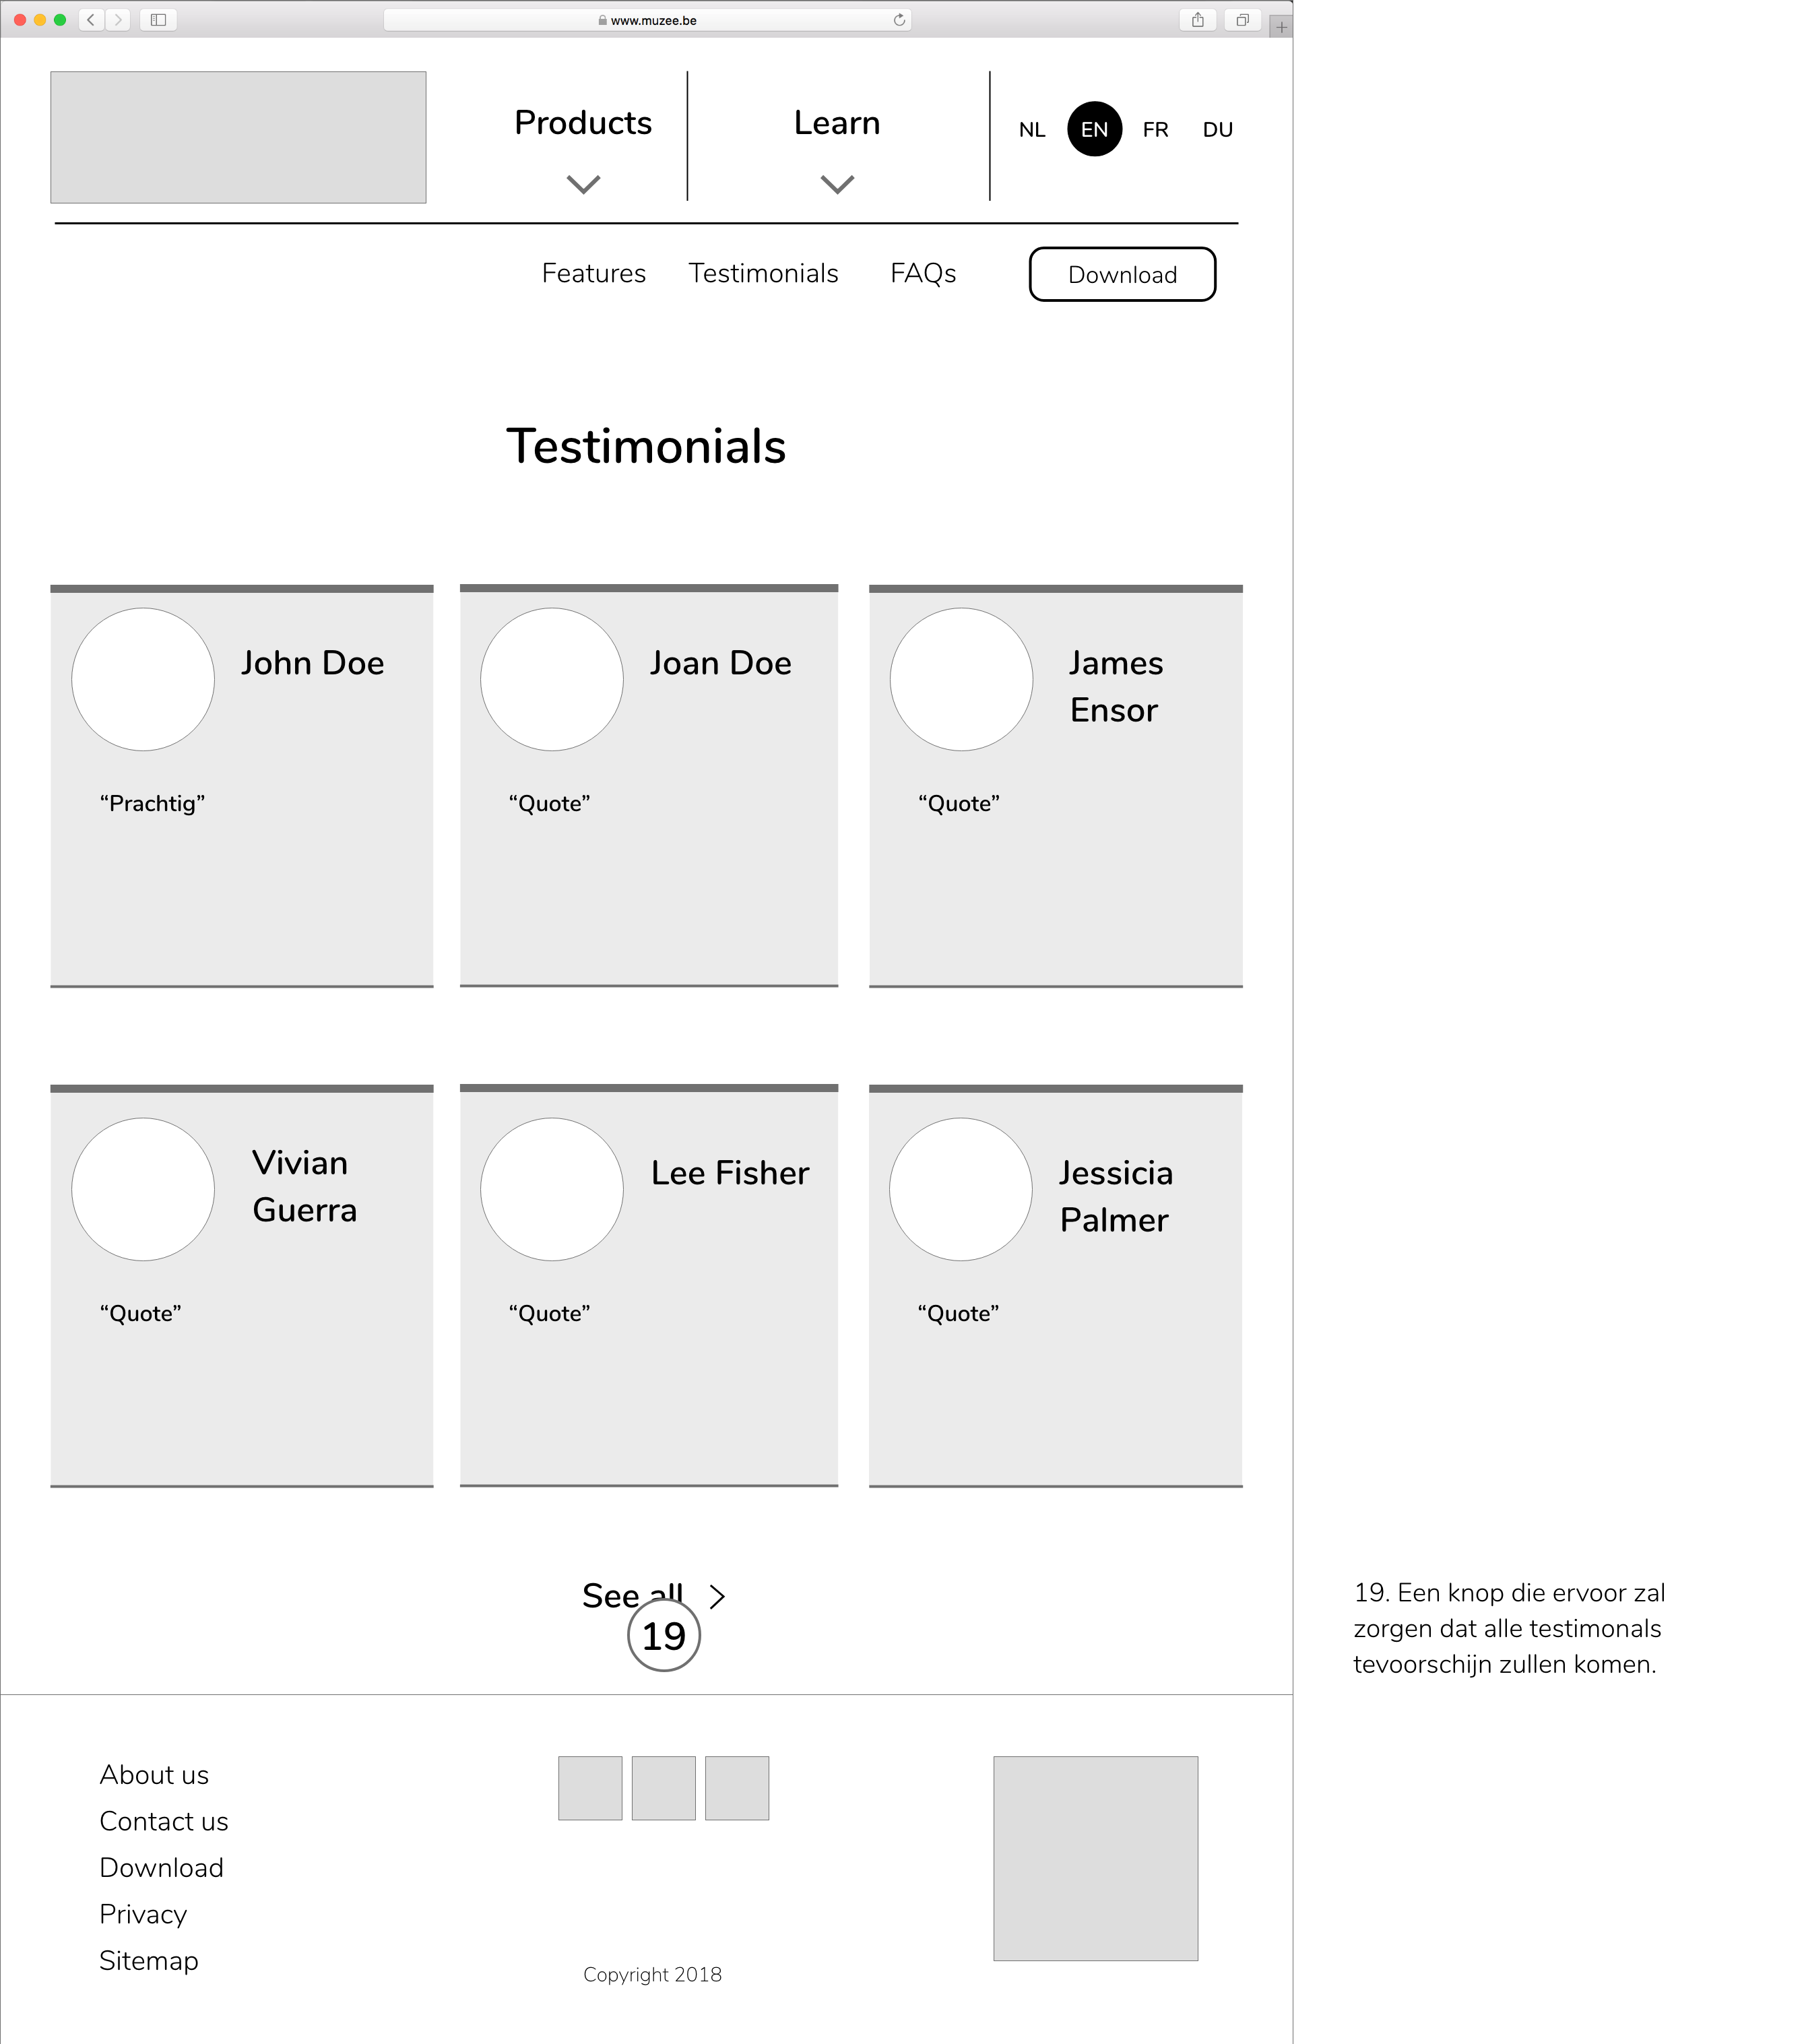 www.muzee.be
Products
Learn
NL
EN
FR
DU
Features
Testimonials
FAQs
Download
Testimonials
John Doe
“Prachtig”
Joan Doe
“Quote”
James
Ensor
“Quote”
Vivian
Guerra
“Quote”
Lee Fisher
“Quote”
Jessicia
Palmer
“Quote”
See all
19
19. Een knop die ervoor zal
zorgen dat alle testimonals
tevoorschijn zullen komen.
About us
Contact us
Download
Privacy
Sitemap
Copyright 2018